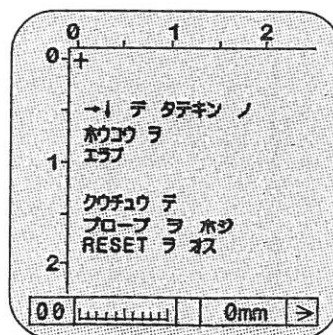 0 1 2
0
→↓ デ タテキン ノ
ホウコウ ヲ
エラブ
1
クウチュウ デ
プローブ ヲ ホジ
RESET ヲ オス
2
00 0mm >